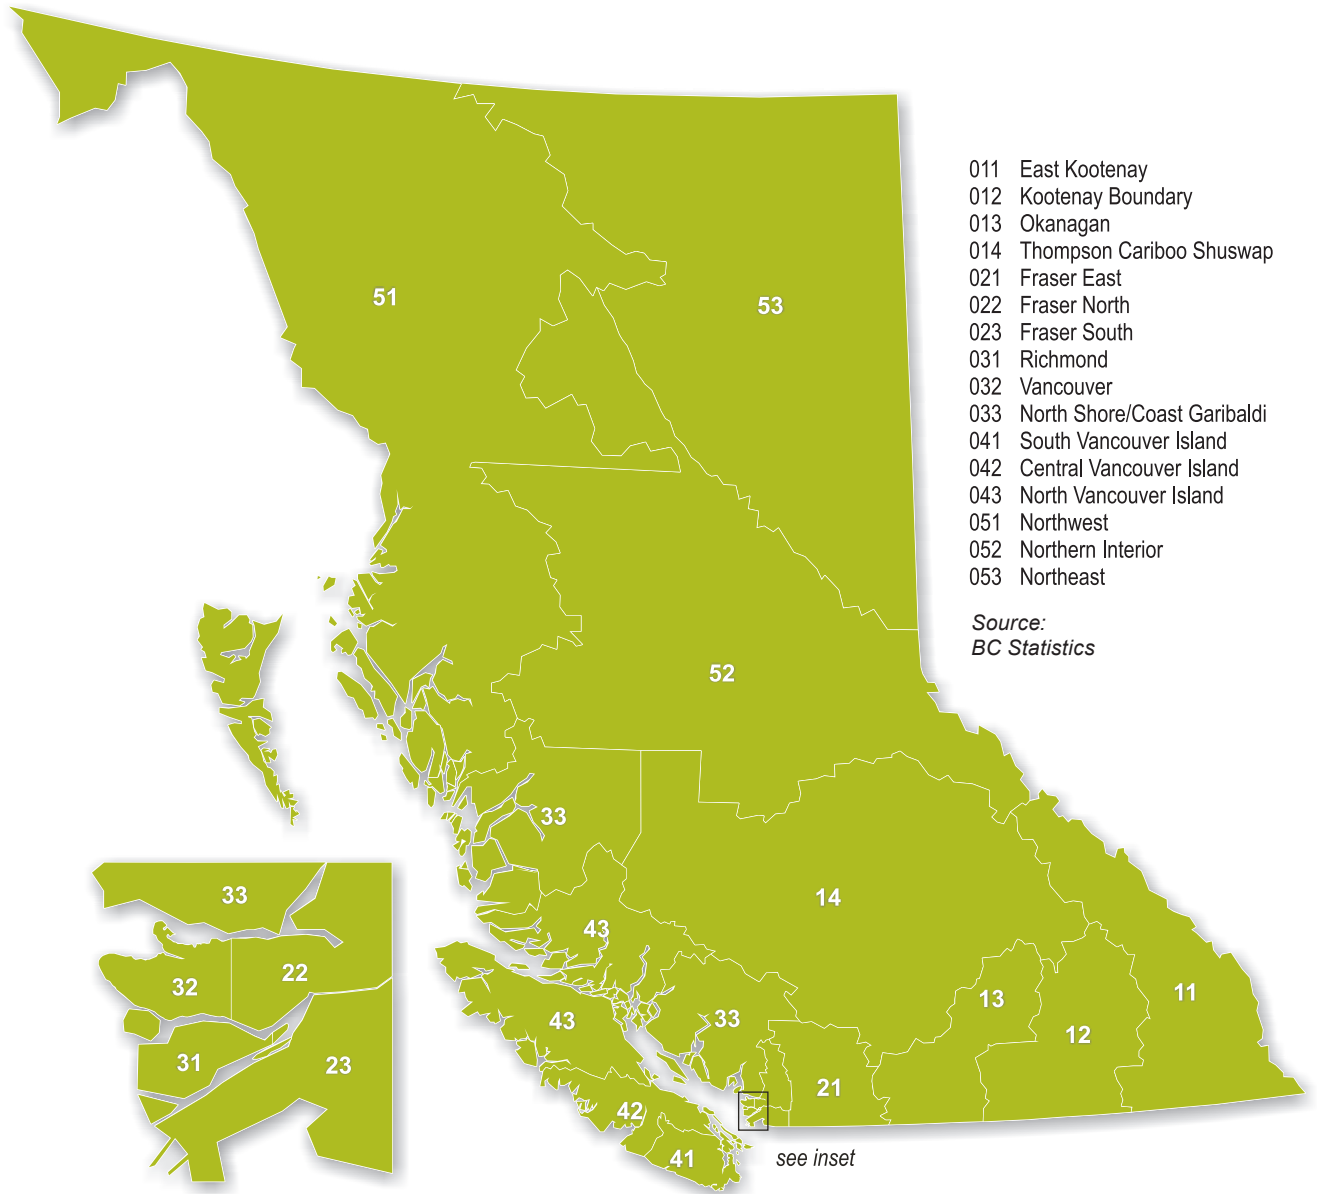 51
53
011 East Kootenay
012 Kootenay Boundary
013 Okanagan
014 Thompson Cariboo Shuswap
021 Fraser East
022 Fraser North
023 Fraser South
031 Richmond
032 Vancouver
033 North Shore/Coast Garibaldi
041 South Vancouver Island
042 Central Vancouver Island
043 North Vancouver Island
051 Northwest
052 Northern Interior
053 Northeast
Source:
BC Statistics
52
33
14
43
13
11
43
33
12
21
42
41
see inset
33
32
22
31
23